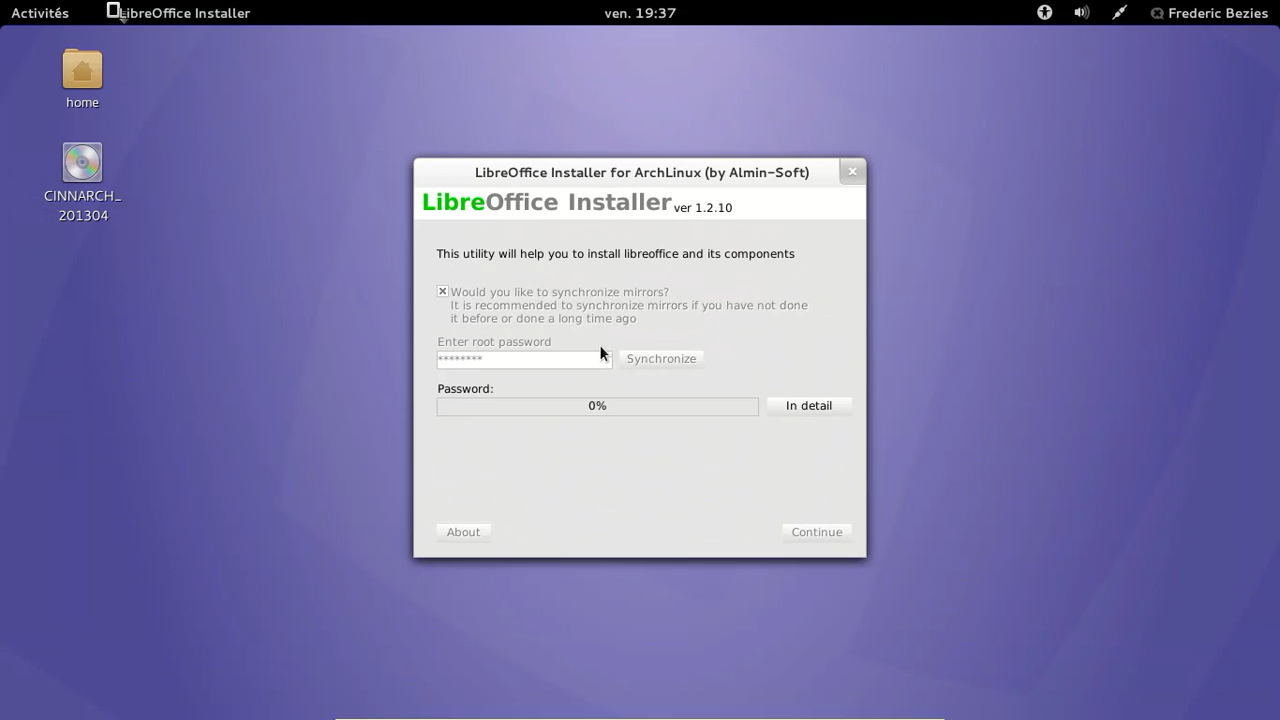 Activités LibreOffice Installer ven. 19:37 Frederic Bezies
home
CINNARCH_
201304
LibreOffice Installer for ArchLinux (by Almin-Soft)
LibreOffice Installer ver 1.2.10
This utility will help you to install libreoffice and its components
Would you like to synchronize mirrors?
It is recommended to synchronize mirrors if you have not done
it before or done a long time ago
Enter root password
******** Synchronize
Password:
0% In detail
About Continue